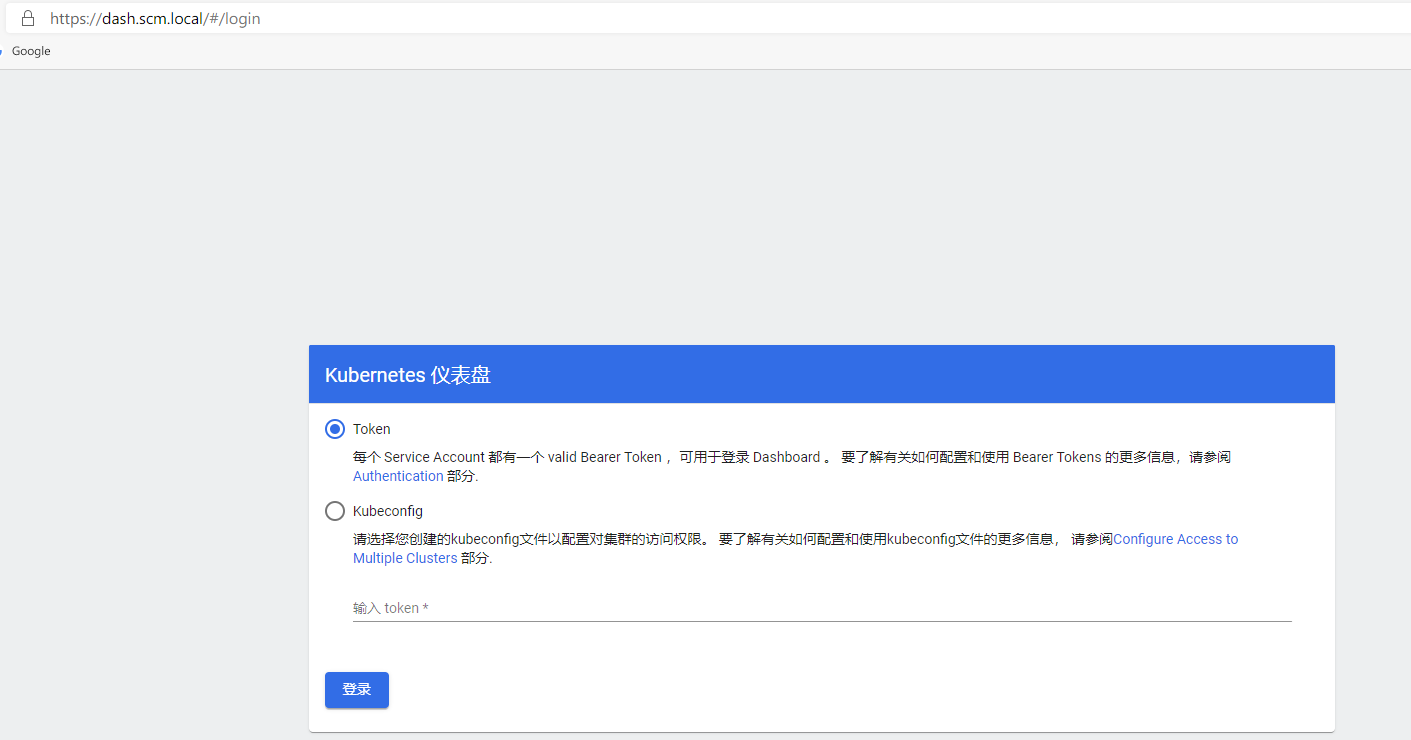 https://dash.scm.local/#/login
Google
Kubernetes 仪表盘
Token
每个 Service Account 都有一个 valid Bearer Token ，可用于登录 Dashboard 。 要了解有关如何配置和使用 Bearer Tokens 的更多信息，请参阅
Authentication 部分.
Kubeconfig
请选择您创建的kubeconfig文件以配置对集群的访问权限。 要了解有关如何配置和使用kubeconfig文件的更多信息， 请参阅Configure Access to
Multiple Clusters 部分.
输入 token *
登录